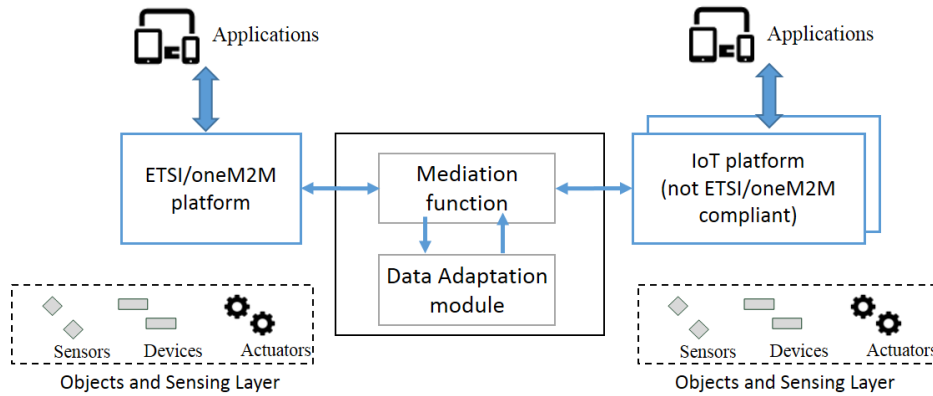 Applications
Applications
ETSI/oneM2M
platform
Mediation
function
IoT platform
(not ETSI/oneM2M
compliant)
Data Adaptation
module
Sensors
Devices
Actuators
Objects and Sensing Layer
Sensors
Devices
Actuators
Objects and Sensing Layer